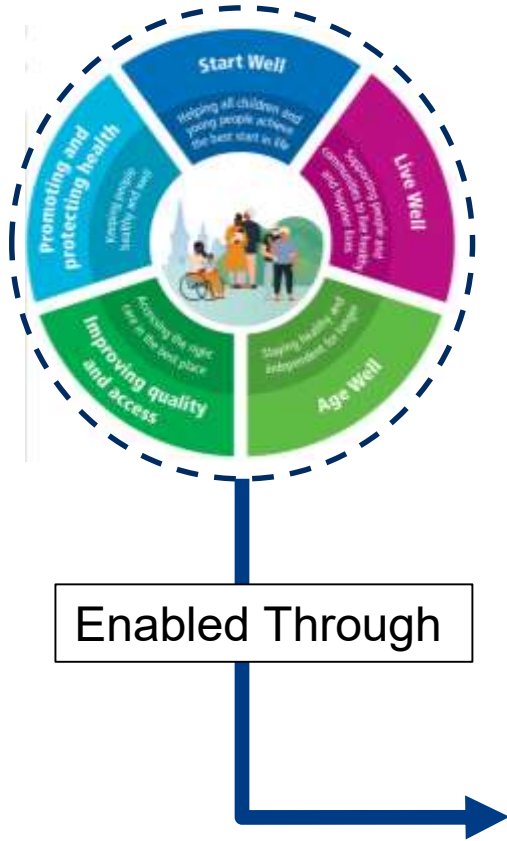 Start Well
Helping all children and
young people achieve
the best start in life
Live Well
Supporting people and
communities to live healthy
and happier lives
Age Well
Staying healthy and
independent for longer
Improving quality
and access
Accessing the right
care in the best place
Promoting and
protecting health
Keeping people
healthy and well
Enabled Through